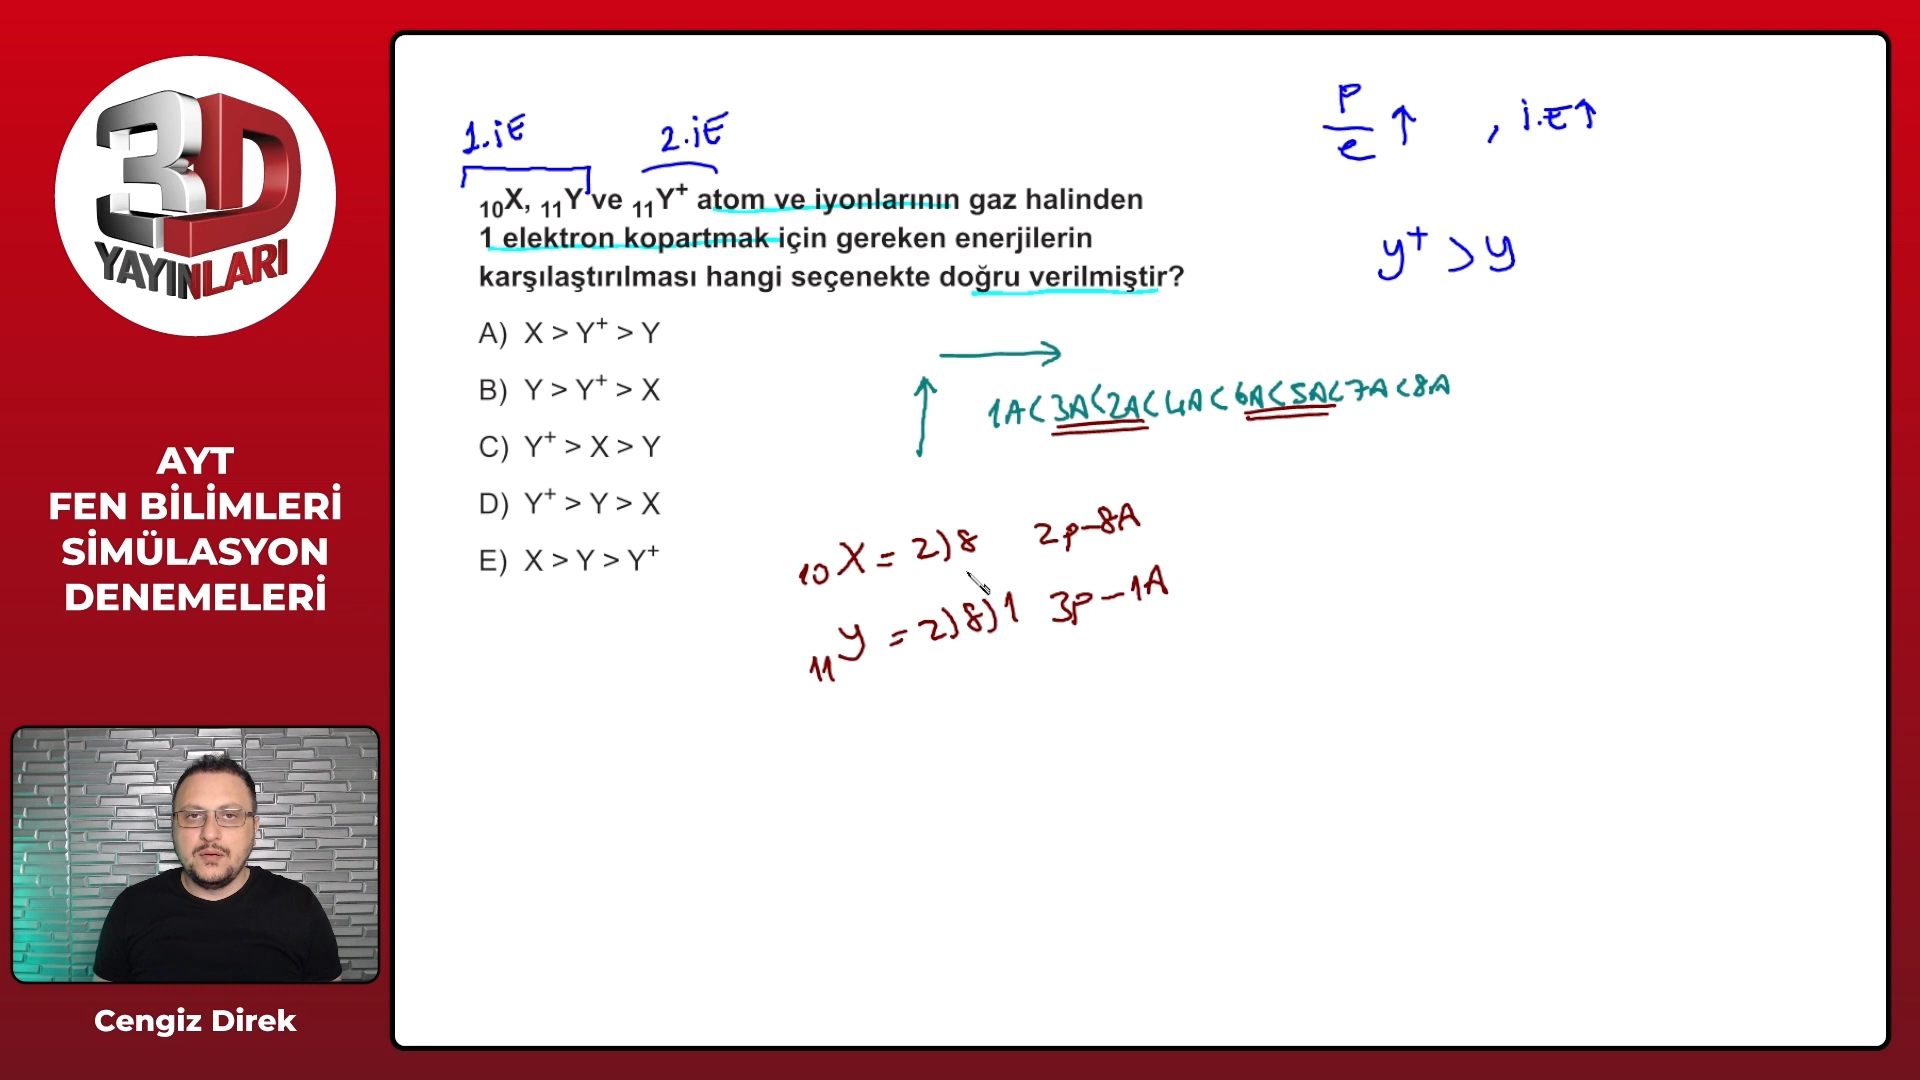 3D
YAYINLARI
AYT
FEN BİLİMLERİ
SİMÜLASYON
DENEMELERİ
Cengiz Direk
1.İE 2.İE
₁₀X, ₁₁Y ve ₁₁Y⁺ atom ve iyonlarının gaz halinden
1 elektron kopartmak için gereken enerjilerin
karşılaştırılması hangi seçenekte doğru verilmiştir?
A) X > Y⁺ > Y
B) Y > Y⁺ > X
C) Y⁺ > X > Y
D) Y⁺ > Y > X
E) X > Y > Y⁺
p/e ↑ , İ.E↑
y⁺ > y
1A<3A<2A<4A<6A<5A<7A<8A
₁₀X = 2)8 2p-8A
₁₁y = 2)8)1 3p-1A